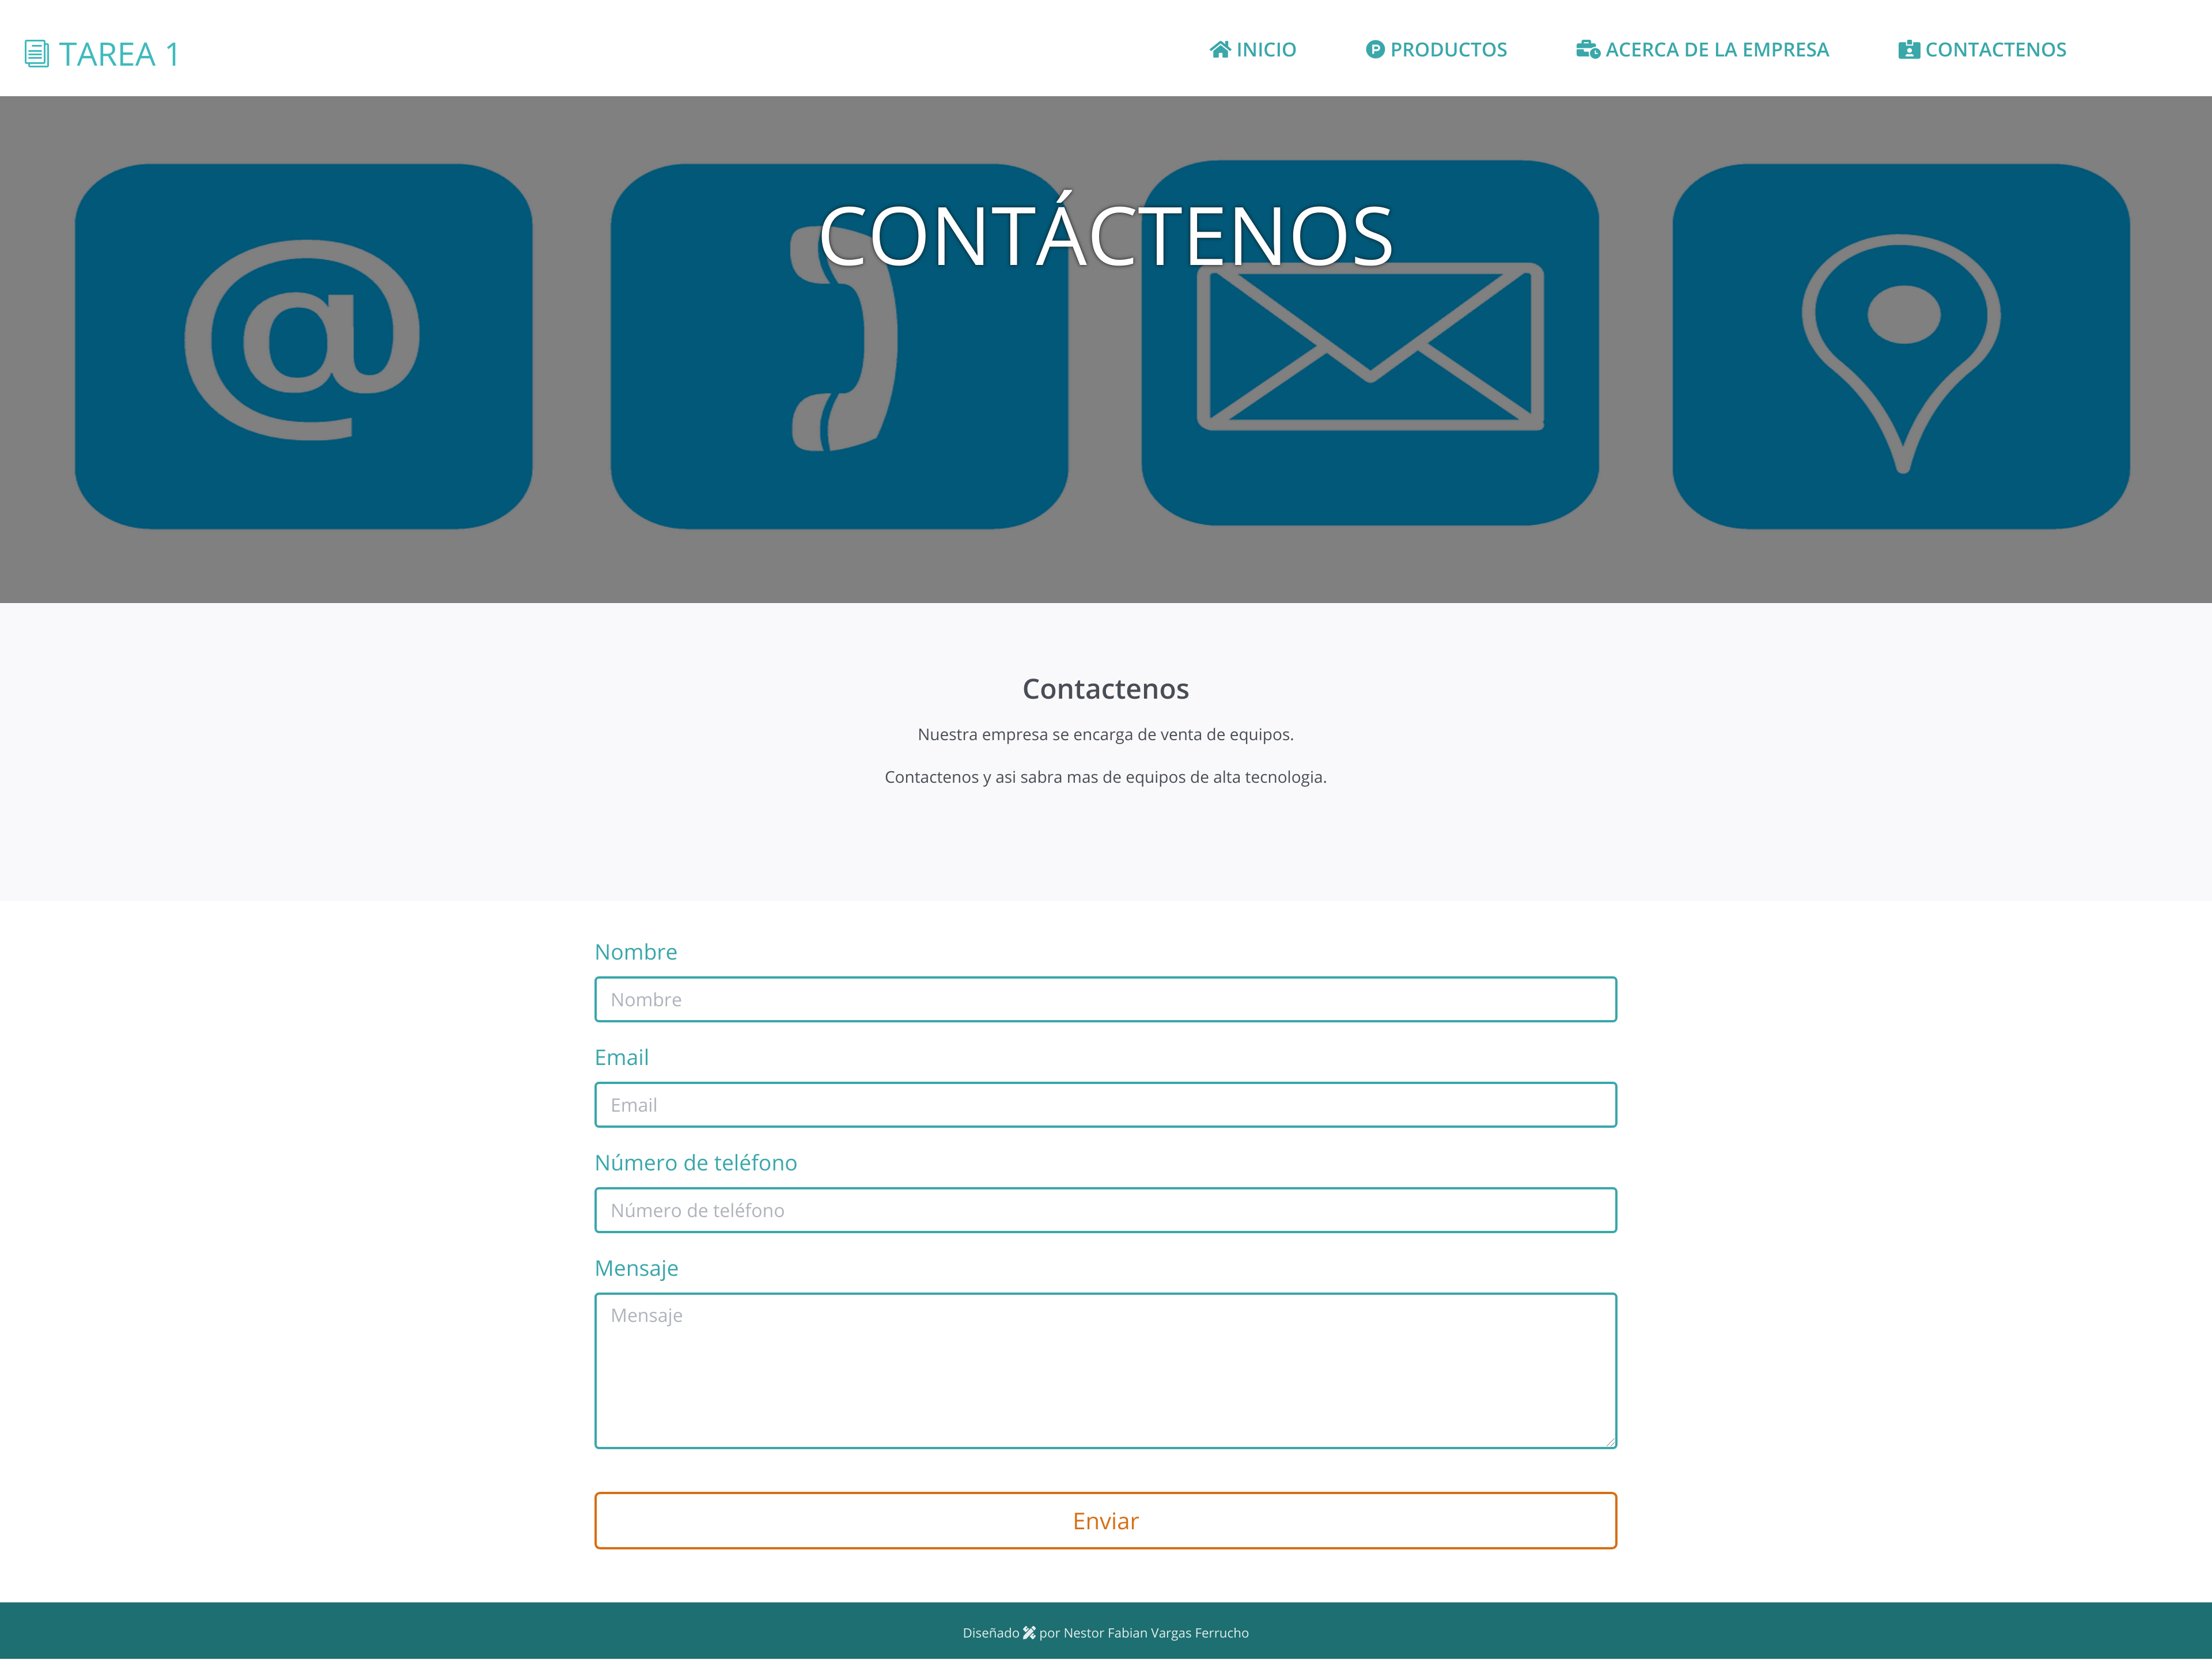 TAREA 1
INICIO
PRODUCTOS
ACERCA DE LA EMPRESA
CONTACTENOS
CONTÁCTENOS
@
Contactenos
Nuestra empresa se encarga de venta de equipos.
Contactenos y asi sabra mas de equipos de alta tecnologia.
Nombre
Nombre
Email
Email
Número de teléfono
Número de teléfono
Mensaje
Mensaje
Enviar
Diseñado por Nestor Fabian Vargas Ferrucho